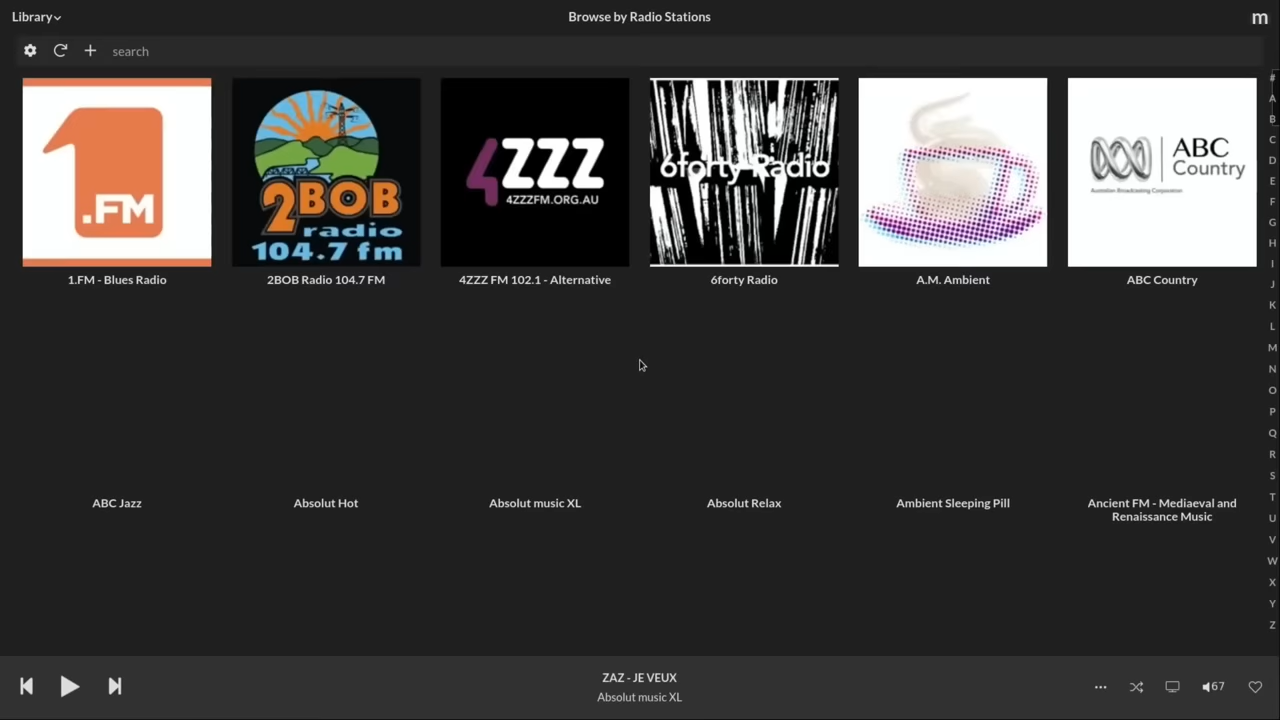 Library
Browse by Radio Stations
m
search
1
.FM
2BOB
radio
104.7 fm
4ZZZ
4ZZZFM.ORG.AU
6forty Radio
ABC
Country
Australian Broadcasting Corporation
1.FM - Blues Radio
2BOB Radio 104.7 FM
4ZZZ FM 102.1 - Alternative
6forty Radio
A.M. Ambient
ABC Country
ABC Jazz
Absolut Hot
Absolut music XL
Absolut Relax
Ambient Sleeping Pill
Ancient FM - Mediaeval and
Renaissance Music
#
A
B
C
D
E
F
G
H
I
J
K
L
M
N
O
P
Q
R
S
T
U
V
W
X
Y
Z
ZAZ - JE VEUX
Absolut music XL
67